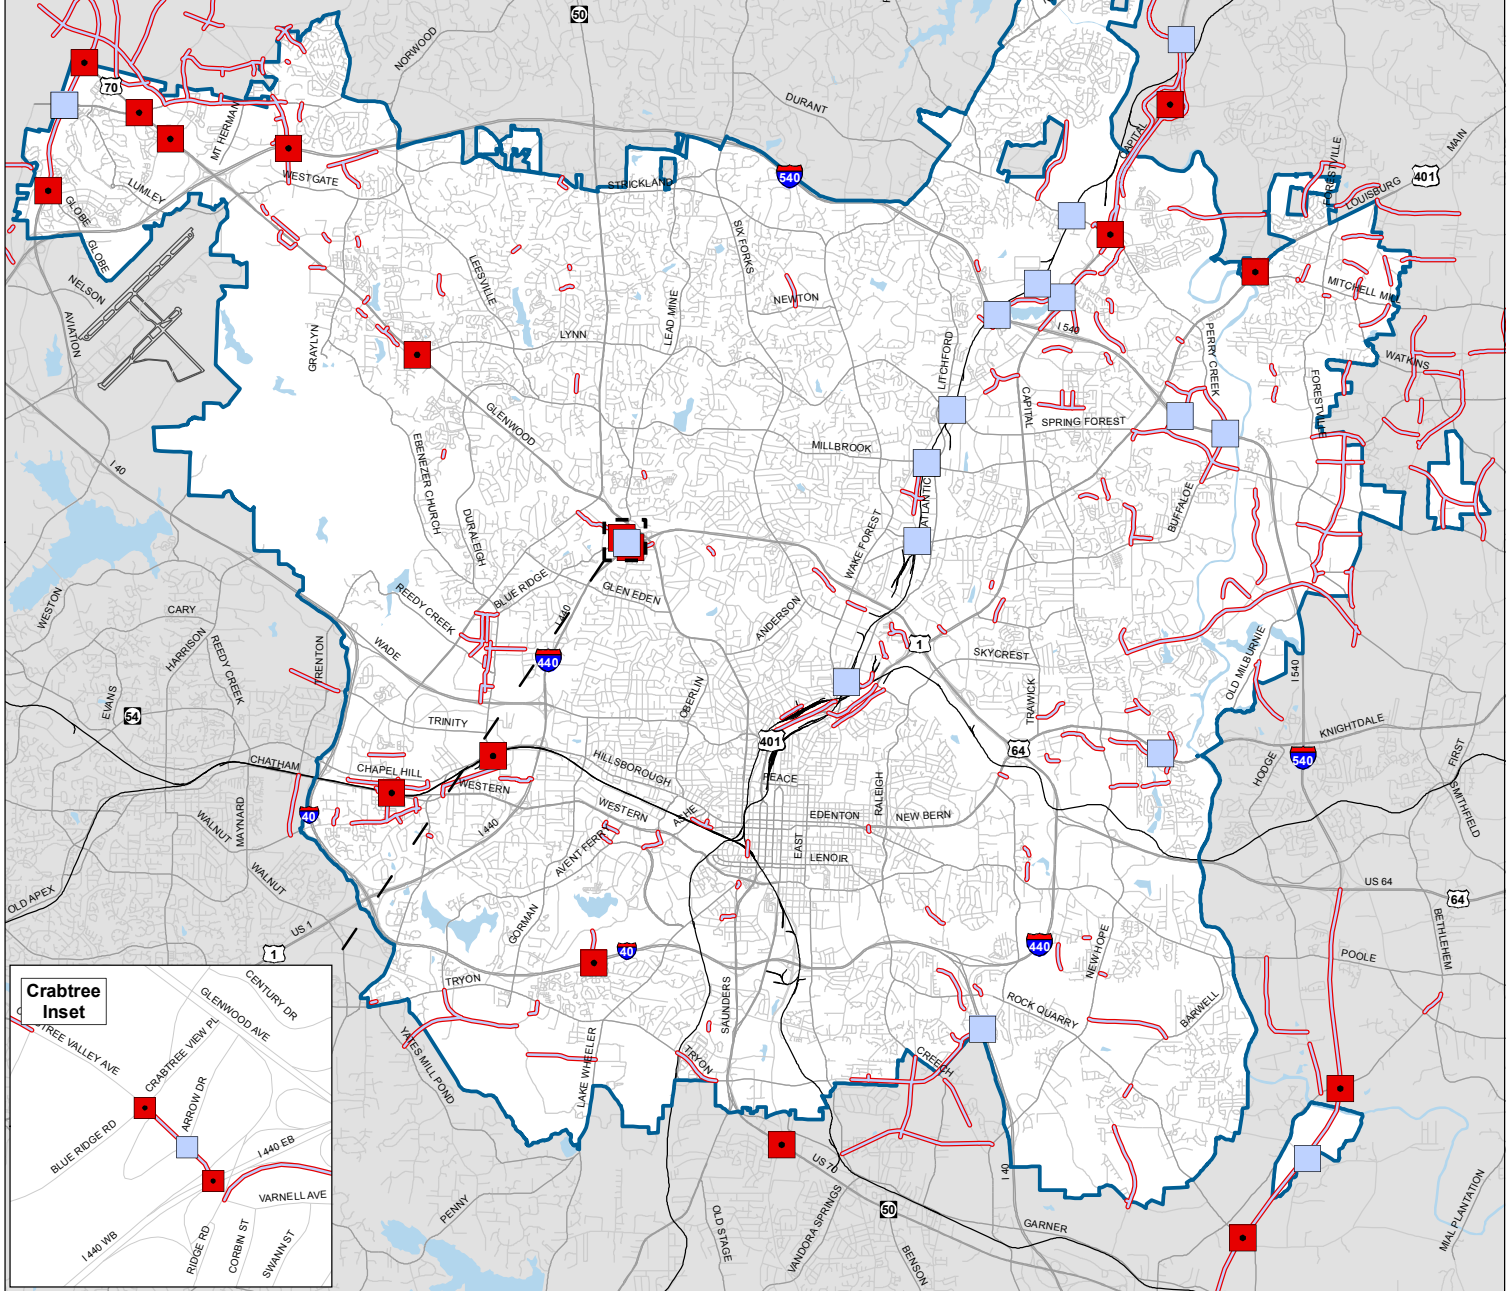 50
NORWOOD
DURANT
70
MT HERMAN
CAPITAL
MAIN
FORESTVILLE
401
LOUISBURG
WESTGATE
540
STRICKLAND
LUMLEY
GLOBE
GLOBE
NELSON
SIX FORKS
LEESVILLE
AVIATION
NEWTON
MITCHELL MILL
GRAYLYN
LYNN
LEAD MINE
I 540
PERRY CREEK
LITCHFORD
WATKINS
GLENWOOD
CAPITAL
SPRING FOREST
FORESTVILLE
MILLBROOK
EBENEZER CHURCH
I 40
ATLANTIC
BUFFALOE
DURALEIGH
WAKE FOREST
BLUE RIDGE
GLEN EDEN
REEDY CREEK
I 440
ANDERSON
WESTON
CARY
HARRISON
REEDY CREEK
TRENTON
WADE
1
SKYCREST
440
OLD MILBURNIE
I 540
EVANS
54
OBERLIN
TRAWICK
TRINITY
401
64
KNIGHTDALE
540
HODGE
FIRST
CHATHAM
CHAPEL HILL
HILLSBOROUGH
PEACE
RALEIGH
SMITHFIELD
WESTERN
WESTERN
ASHE
EDENTON
NEW BERN
40
WALNUT
MAYNARD
I 440
AVENT FERRY
EAST
LENOIR
WALNUT
OLD APEX
US 64
64
US 1
GORMAN
1
BETHLEHEM
NEW HOPE
440
40
POOLE
TRYON
SAUNDERS
ROCK QUARRY
BARWELL
YATES MILL POND
LAKE WHEELER
TRYON
CREECH
US 70
I 40
PENNY
OLD STAGE
VANDORA SPRINGS
50
BENSON
GARNER
MIAL PLANTATION
Crabtree
Inset
CENTURY DR
GLENWOOD AVE
CRABTREE VALLEY AVE
CRABTREE VIEW PL
ARROW DR
BLUE RIDGE RD
I 440 EB
VARNELL AVE
I 440 WB
RIDGE RD
CORBIN ST
SWANN ST